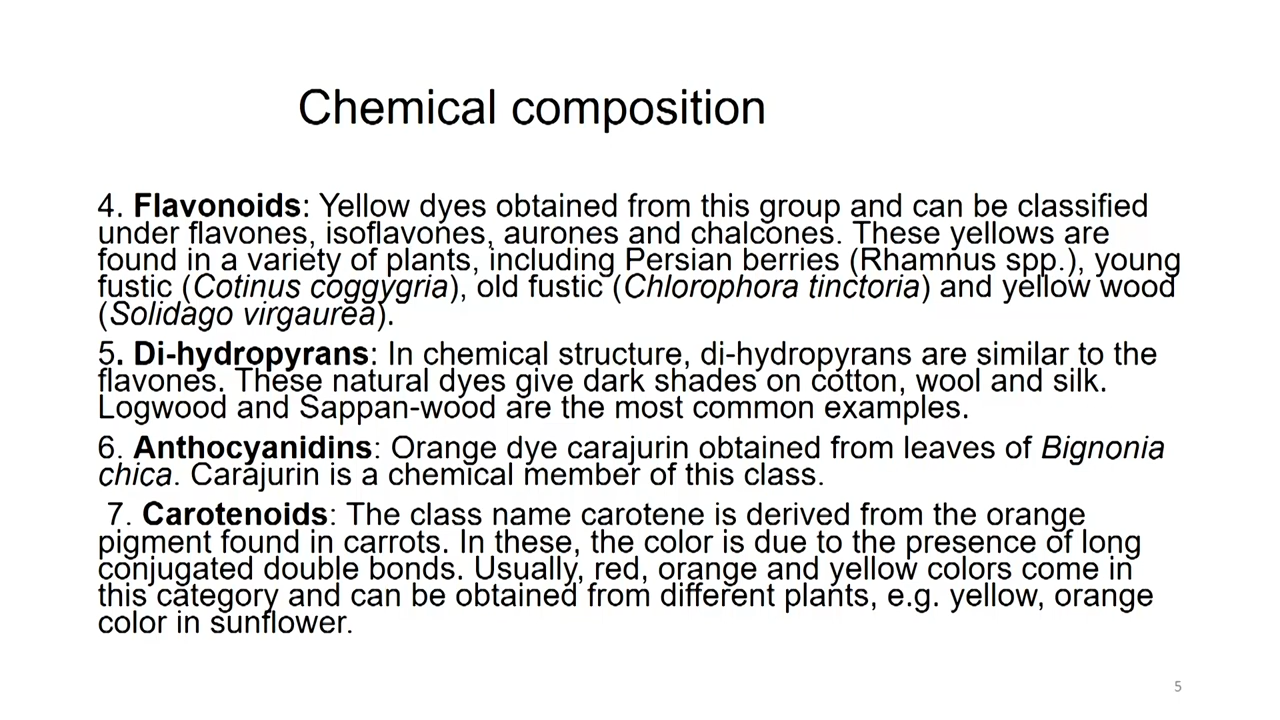 Chemical composition
4. Flavonoids: Yellow dyes obtained from this group and can be classified
under flavones, isoflavones, aurones and chalcones. These yellows are
found in a variety of plants, including Persian berries (Rhamnus spp.), young
fustic (Cotinus coggygria), old fustic (Chlorophora tinctoria) and yellow wood
(Solidago virgaurea).
5. Di-hydropyrans: In chemical structure, di-hydropyrans are similar to the
flavones. These natural dyes give dark shades on cotton, wool and silk.
Logwood and Sappan-wood are the most common examples.
6. Anthocyanidins: Orange dye carajurin obtained from leaves of Bignonia
chica. Carajurin is a chemical member of this class.
7. Carotenoids: The class name carotene is derived from the orange
pigment found in carrots. In these, the color is due to the presence of long
conjugated double bonds. Usually, red, orange and yellow colors come in
this category and can be obtained from different plants, e.g. yellow, orange
color in sunflower.
5